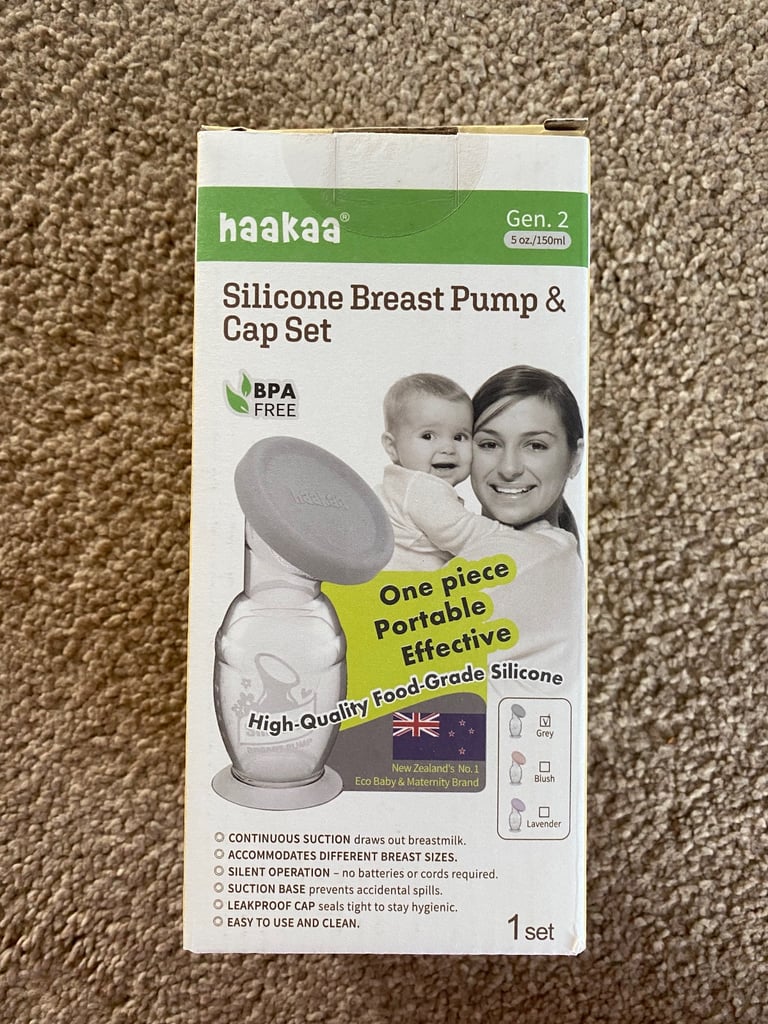 haakaa®
Gen. 2
5 oz./150ml
Silicone Breast Pump &
Cap Set
BPA
FREE
haakaa
One piece
Portable
Effective
High-Quality Food-Grade Silicone
BREAST PUMP
New Zealand's No.1
Eco Baby & Maternity Brand
Grey
Blush
Lavender
CONTINUOUS SUCTION draws out breastmilk.
ACCOMMODATES DIFFERENT BREAST SIZES.
SILENT OPERATION – no batteries or cords required.
SUCTION BASE prevents accidental spills.
LEAKPROOF CAP seals tight to stay hygienic.
EASY TO USE AND CLEAN.
1 set